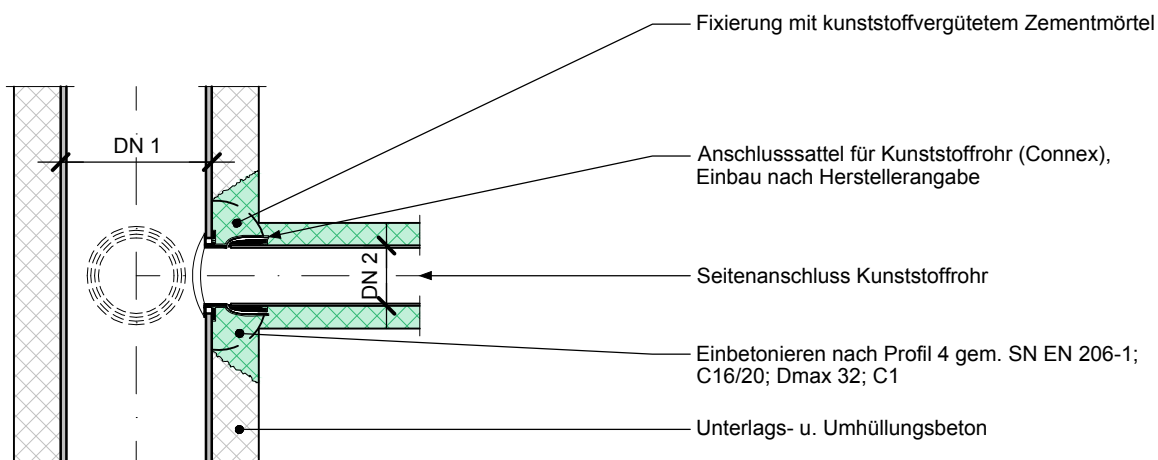 Fixierung mit kunststoffvergütetem Zementmörtel
DN 1
Anschlusssattel für Kunststoffrohr (Connex),
Einbau nach Herstellerangabe
DN 2
Seitenanschluss Kunststoffrohr
Einbetonieren nach Profil 4 gem. SN EN 206-1;
C16/20; Dmax 32; C1
Unterlags- u. Umhüllungsbeton